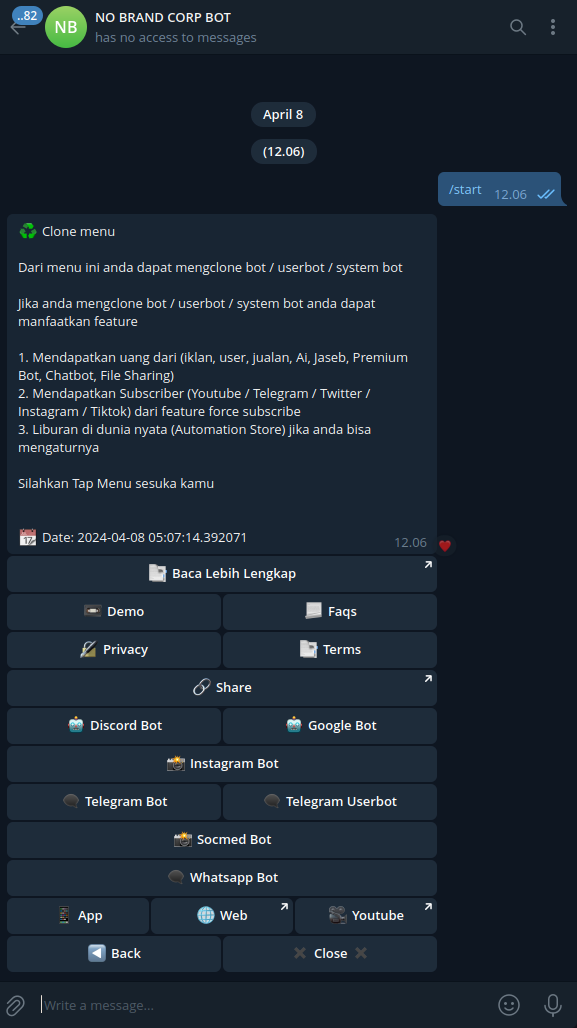 ..82
NB
NO BRAND CORP BOT
has no access to messages
April 8
(12.06)
/start 12.06
Clone menu
Dari menu ini anda dapat mengclone bot / userbot / system bot
Jika anda mengclone bot / userbot / system bot anda dapat
manfaatkan feature
1. Mendapatkan uang dari (iklan, user, jualan, Ai, Jaseb, Premium
Bot, Chatbot, File Sharing)
2. Mendapatkan Subscriber (Youtube / Telegram / Twitter /
Instagram / Tiktok) dari feature force subscribe
3. Liburan di dunia nyata (Automation Store) jika anda bisa
mengaturnya
Silahkan Tap Menu sesuka kamu
Date: 2024-04-08 05:07:14.392071
12.06
Baca Lebih Lengkap
Demo
Faqs
Privacy
Terms
Share
Discord Bot
Google Bot
Instagram Bot
Telegram Bot
Telegram Userbot
Socmed Bot
Whatsapp Bot
App
Web
Youtube
Back
Close
Write a message...